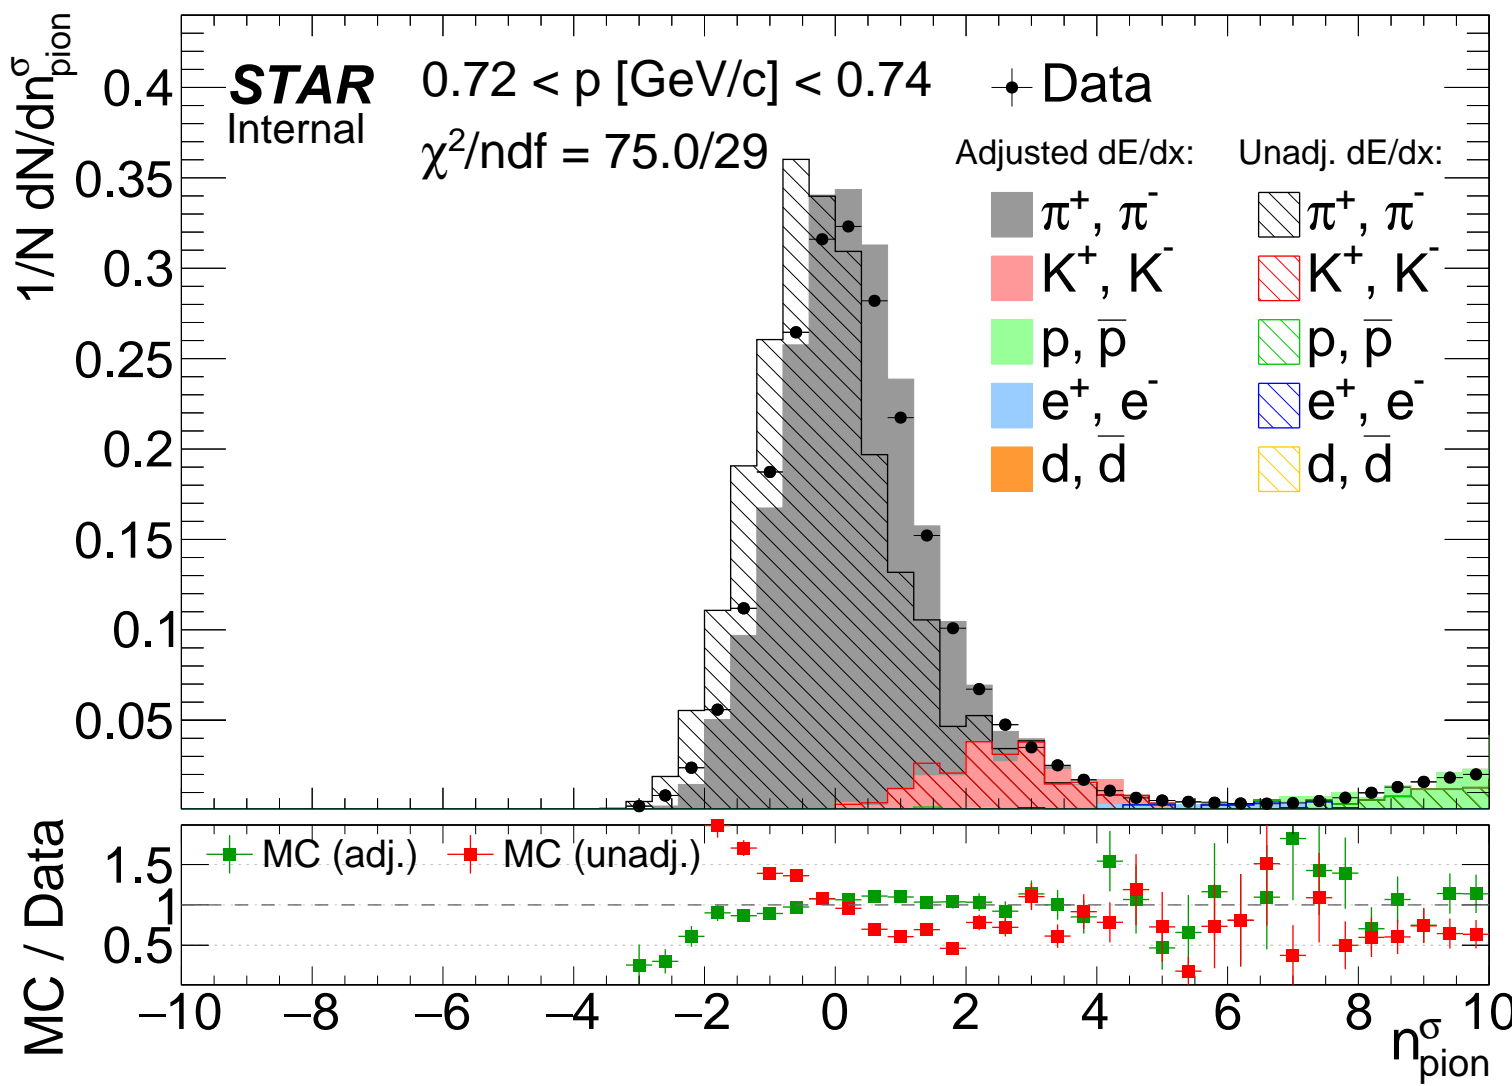 1/N dN/dn^σ_pion
STAR
Internal
0.72 < p [GeV/c] < 0.74
χ²/ndf = 75.0/29
Data
Adjusted dE/dx: Unadj. dE/dx:
π⁺, π⁻ π⁺, π⁻
K⁺, K⁻ K⁺, K⁻
p, p̅ p, p̅
e⁺, e⁻ e⁺, e⁻
d, d̅ d, d̅
0.4
0.35
0.3
0.25
0.2
0.15
0.1
0.05
MC / Data
MC (adj.) MC (unadj.)
1.5
1
0.5
−10 −8 −6 −4 −2 0 2 4 6 8 10
n^σ_pion